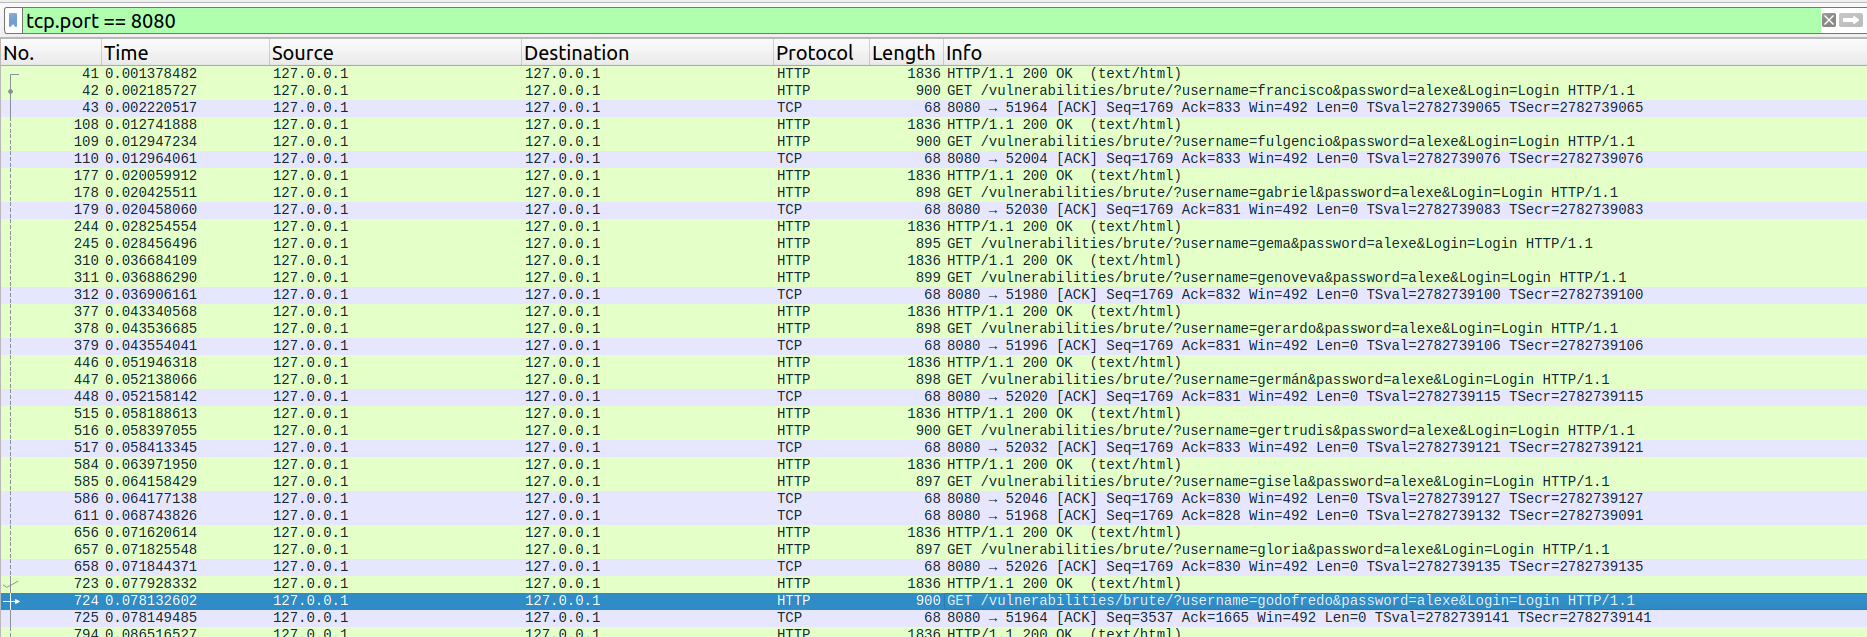 tcp.port == 8080
No. Time Source Destination Protocol Length Info
41 0.001378482 127.0.0.1 127.0.0.1 HTTP 1836 HTTP/1.1 200 OK (text/html)
42 0.002185727 127.0.0.1 127.0.0.1 HTTP 900 GET /vulnerabilities/brute/?username=francisco&password=alexe&Login=Login HTTP/1.1
43 0.002220517 127.0.0.1 127.0.0.1 TCP 68 8080 → 51964 [ACK] Seq=1769 Ack=833 Win=492 Len=0 TSval=2782739065 TSecr=2782739065
108 0.012741888 127.0.0.1 127.0.0.1 HTTP 1836 HTTP/1.1 200 OK (text/html)
109 0.012947234 127.0.0.1 127.0.0.1 HTTP 900 GET /vulnerabilities/brute/?username=fulgencio&password=alexe&Login=Login HTTP/1.1
110 0.012964061 127.0.0.1 127.0.0.1 TCP 68 8080 → 52004 [ACK] Seq=1769 Ack=833 Win=492 Len=0 TSval=2782739076 TSecr=2782739076
177 0.020059912 127.0.0.1 127.0.0.1 HTTP 1836 HTTP/1.1 200 OK (text/html)
178 0.020425511 127.0.0.1 127.0.0.1 HTTP 898 GET /vulnerabilities/brute/?username=gabriel&password=alexe&Login=Login HTTP/1.1
179 0.020458060 127.0.0.1 127.0.0.1 TCP 68 8080 → 52030 [ACK] Seq=1769 Ack=831 Win=492 Len=0 TSval=2782739083 TSecr=2782739083
244 0.028254554 127.0.0.1 127.0.0.1 HTTP 1836 HTTP/1.1 200 OK (text/html)
245 0.028456496 127.0.0.1 127.0.0.1 HTTP 895 GET /vulnerabilities/brute/?username=gema&password=alexe&Login=Login HTTP/1.1
310 0.036684109 127.0.0.1 127.0.0.1 HTTP 1836 HTTP/1.1 200 OK (text/html)
311 0.036886290 127.0.0.1 127.0.0.1 HTTP 899 GET /vulnerabilities/brute/?username=genoveva&password=alexe&Login=Login HTTP/1.1
312 0.036906161 127.0.0.1 127.0.0.1 TCP 68 8080 → 51980 [ACK] Seq=1769 Ack=832 Win=492 Len=0 TSval=2782739100 TSecr=2782739100
377 0.043340568 127.0.0.1 127.0.0.1 HTTP 1836 HTTP/1.1 200 OK (text/html)
378 0.043536685 127.0.0.1 127.0.0.1 HTTP 898 GET /vulnerabilities/brute/?username=gerardo&password=alexe&Login=Login HTTP/1.1
379 0.043554041 127.0.0.1 127.0.0.1 TCP 68 8080 → 51996 [ACK] Seq=1769 Ack=831 Win=492 Len=0 TSval=2782739106 TSecr=2782739106
446 0.051946318 127.0.0.1 127.0.0.1 HTTP 1836 HTTP/1.1 200 OK (text/html)
447 0.052138066 127.0.0.1 127.0.0.1 HTTP 898 GET /vulnerabilities/brute/?username=germán&password=alexe&Login=Login HTTP/1.1
448 0.052158142 127.0.0.1 127.0.0.1 TCP 68 8080 → 52020 [ACK] Seq=1769 Ack=831 Win=492 Len=0 TSval=2782739115 TSecr=2782739115
515 0.058188613 127.0.0.1 127.0.0.1 HTTP 1836 HTTP/1.1 200 OK (text/html)
516 0.058397055 127.0.0.1 127.0.0.1 HTTP 900 GET /vulnerabilities/brute/?username=gertrudis&password=alexe&Login=Login HTTP/1.1
517 0.058413345 127.0.0.1 127.0.0.1 TCP 68 8080 → 52032 [ACK] Seq=1769 Ack=833 Win=492 Len=0 TSval=2782739121 TSecr=2782739121
584 0.063971950 127.0.0.1 127.0.0.1 HTTP 1836 HTTP/1.1 200 OK (text/html)
585 0.064158429 127.0.0.1 127.0.0.1 HTTP 897 GET /vulnerabilities/brute/?username=gisela&password=alexe&Login=Login HTTP/1.1
586 0.064177138 127.0.0.1 127.0.0.1 TCP 68 8080 → 52046 [ACK] Seq=1769 Ack=830 Win=492 Len=0 TSval=2782739127 TSecr=2782739127
611 0.068743826 127.0.0.1 127.0.0.1 TCP 68 8080 → 51968 [ACK] Seq=1769 Ack=828 Win=492 Len=0 TSval=2782739132 TSecr=2782739091
656 0.071620614 127.0.0.1 127.0.0.1 HTTP 1836 HTTP/1.1 200 OK (text/html)
657 0.071825548 127.0.0.1 127.0.0.1 HTTP 897 GET /vulnerabilities/brute/?username=gloria&password=alexe&Login=Login HTTP/1.1
658 0.071844371 127.0.0.1 127.0.0.1 TCP 68 8080 → 52026 [ACK] Seq=1769 Ack=830 Win=492 Len=0 TSval=2782739135 TSecr=2782739135
723 0.077928332 127.0.0.1 127.0.0.1 HTTP 1836 HTTP/1.1 200 OK (text/html)
724 0.078132602 127.0.0.1 127.0.0.1 HTTP 900 GET /vulnerabilities/brute/?username=godofredo&password=alexe&Login=Login HTTP/1.1
725 0.078149485 127.0.0.1 127.0.0.1 TCP 68 8080 → 51964 [ACK] Seq=3537 Ack=1665 Win=492 Len=0 TSval=2782739141 TSecr=2782739141
794 0.086516527 127.0.0.1 127.0.0.1 HTTP 1836 HTTP/1.1 200 OK (text/html)